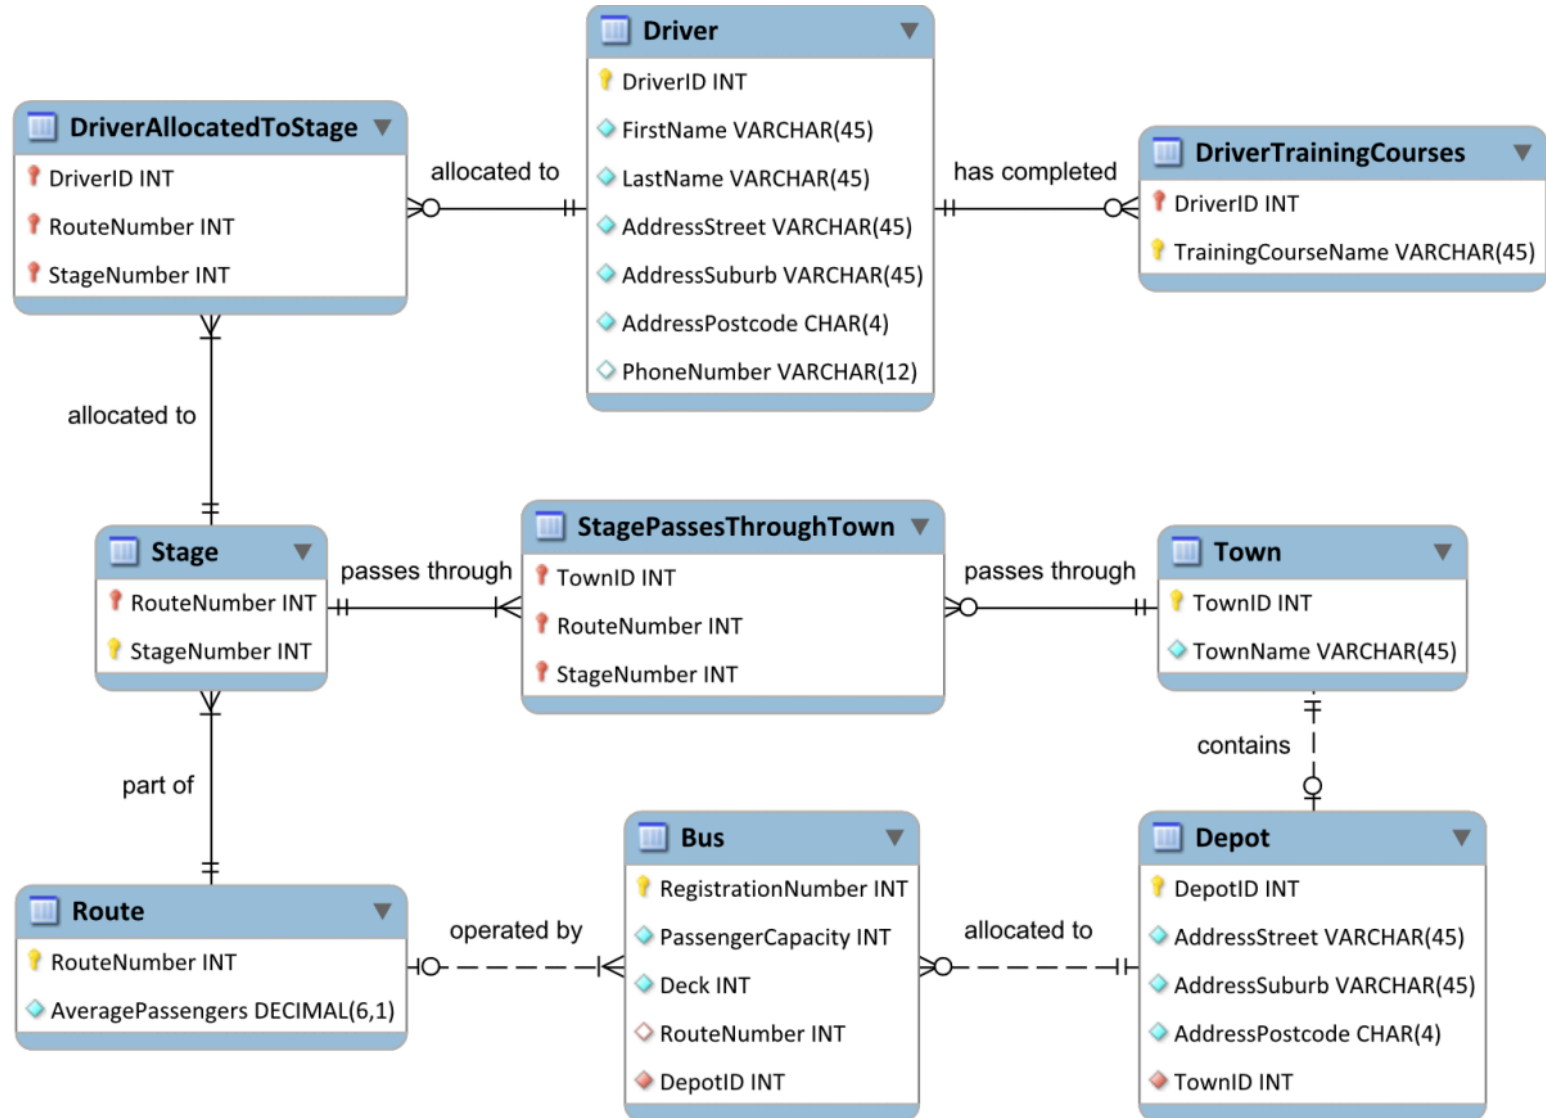 Driver
DriverID INT
FirstName VARCHAR(45)
LastName VARCHAR(45)
AddressStreet VARCHAR(45)
AddressSuburb VARCHAR(45)
AddressPostcode CHAR(4)
PhoneNumber VARCHAR(12)
DriverAllocatedToStage
DriverID INT
RouteNumber INT
StageNumber INT
allocated to
has completed
DriverTrainingCourses
DriverID INT
TrainingCourseName VARCHAR(45)
allocated to
Stage
RouteNumber INT
StageNumber INT
passes through
StagePassesThroughTown
TownID INT
RouteNumber INT
StageNumber INT
passes through
Town
TownID INT
TownName VARCHAR(45)
contains
part of
Route
RouteNumber INT
AveragePassengers DECIMAL(6,1)
operated by
Bus
RegistrationNumber INT
PassengerCapacity INT
Deck INT
RouteNumber INT
DepotID INT
allocated to
Depot
DepotID INT
AddressStreet VARCHAR(45)
AddressSuburb VARCHAR(45)
AddressPostcode CHAR(4)
TownID INT